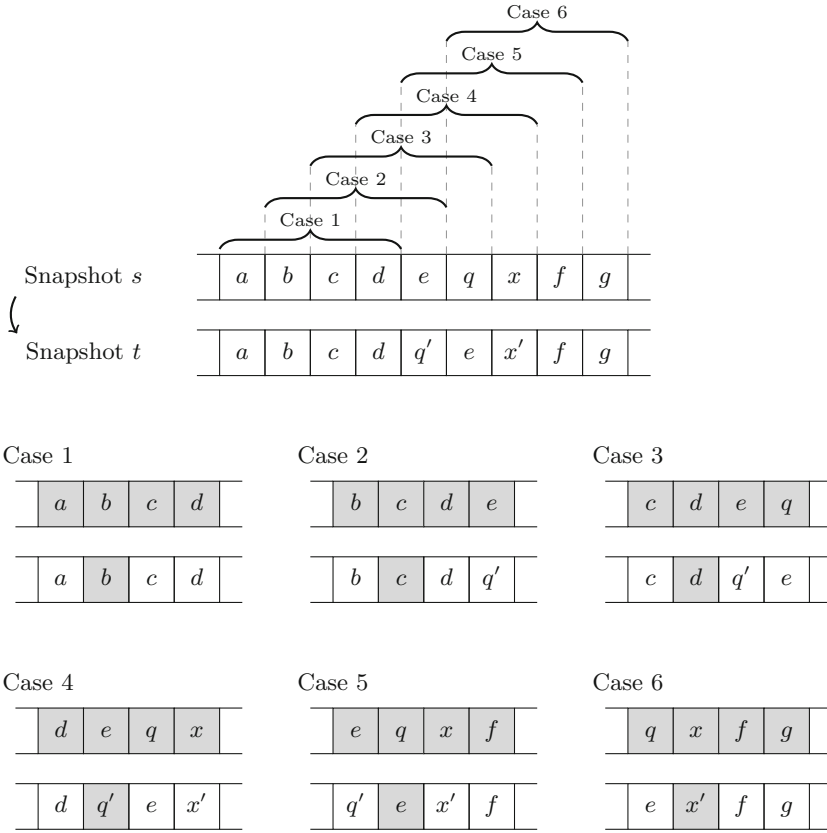 Case 6
Case 5
Case 4
Case 3
Case 2
Case 1
Snapshot s a b c d e q x f g
Snapshot t a b c d q′ e x′ f g
Case 1 Case 2 Case 3
a b c d b c d e c d e q
a b c d b c d q′ c d q′ e
Case 4 Case 5 Case 6
d e q x e q x f q x f g
d q′ e x′ q′ e x′ f e x′ f g